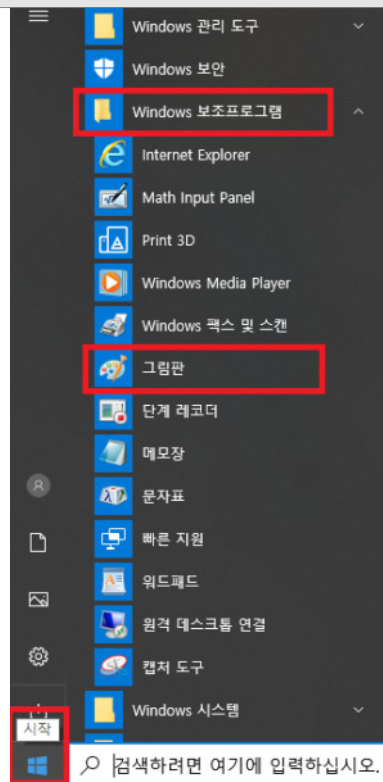 Windows 관리 도구
Windows 보안
Windows 보조프로그램
Internet Explorer
Math Input Panel
Print 3D
Windows Media Player
Windows 팩스 및 스캔
그림판
단계 레코더
메모장
문자표
빠른 지원
워드패드
원격 데스크톱 연결
캡처 도구
Windows 시스템
시작
검색하려면 여기에 입력하십시오.